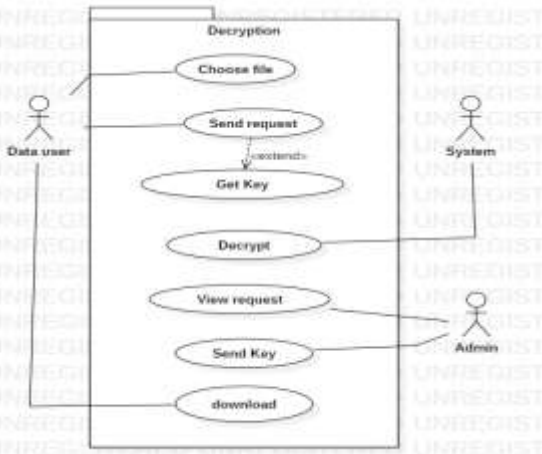 Decryption
Choose file
Send request
Data user
System
<<extend>>
Get Key
Decrypt
View request
Admin
Send Key
download